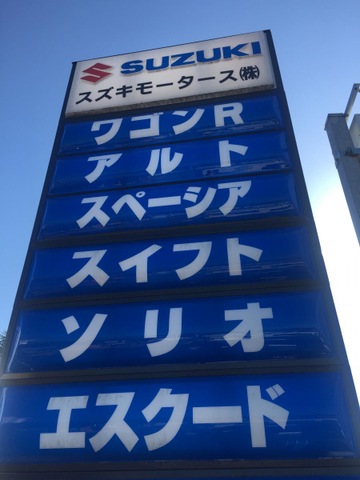 SUZUKI
スズキモータース㈱
ワゴンR
アルト
スペーシア
スイフト
ソリオ
エスクード